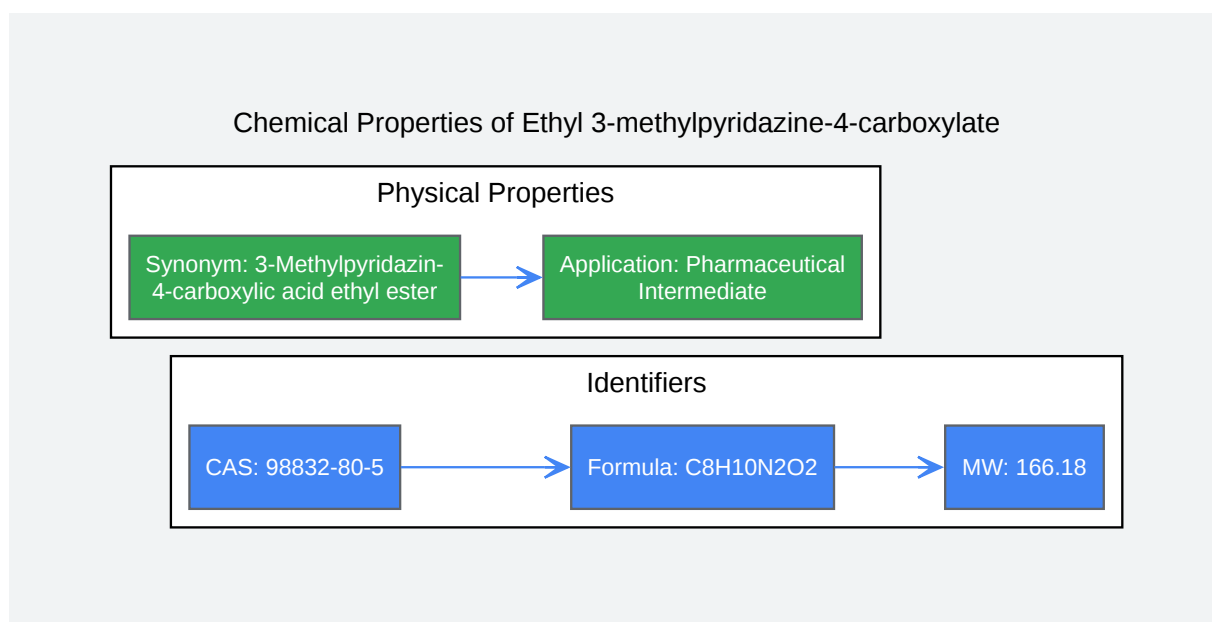 Chemical Properties of Ethyl 3-methylpyridazine-4-carboxylate
Physical Properties
Synonym: 3-Methylpyridazin-
4-carboxylic acid ethyl ester
Application: Pharmaceutical
Intermediate
Identifiers
CAS: 98832-80-5
Formula: C8H10N2O2
MW: 166.18